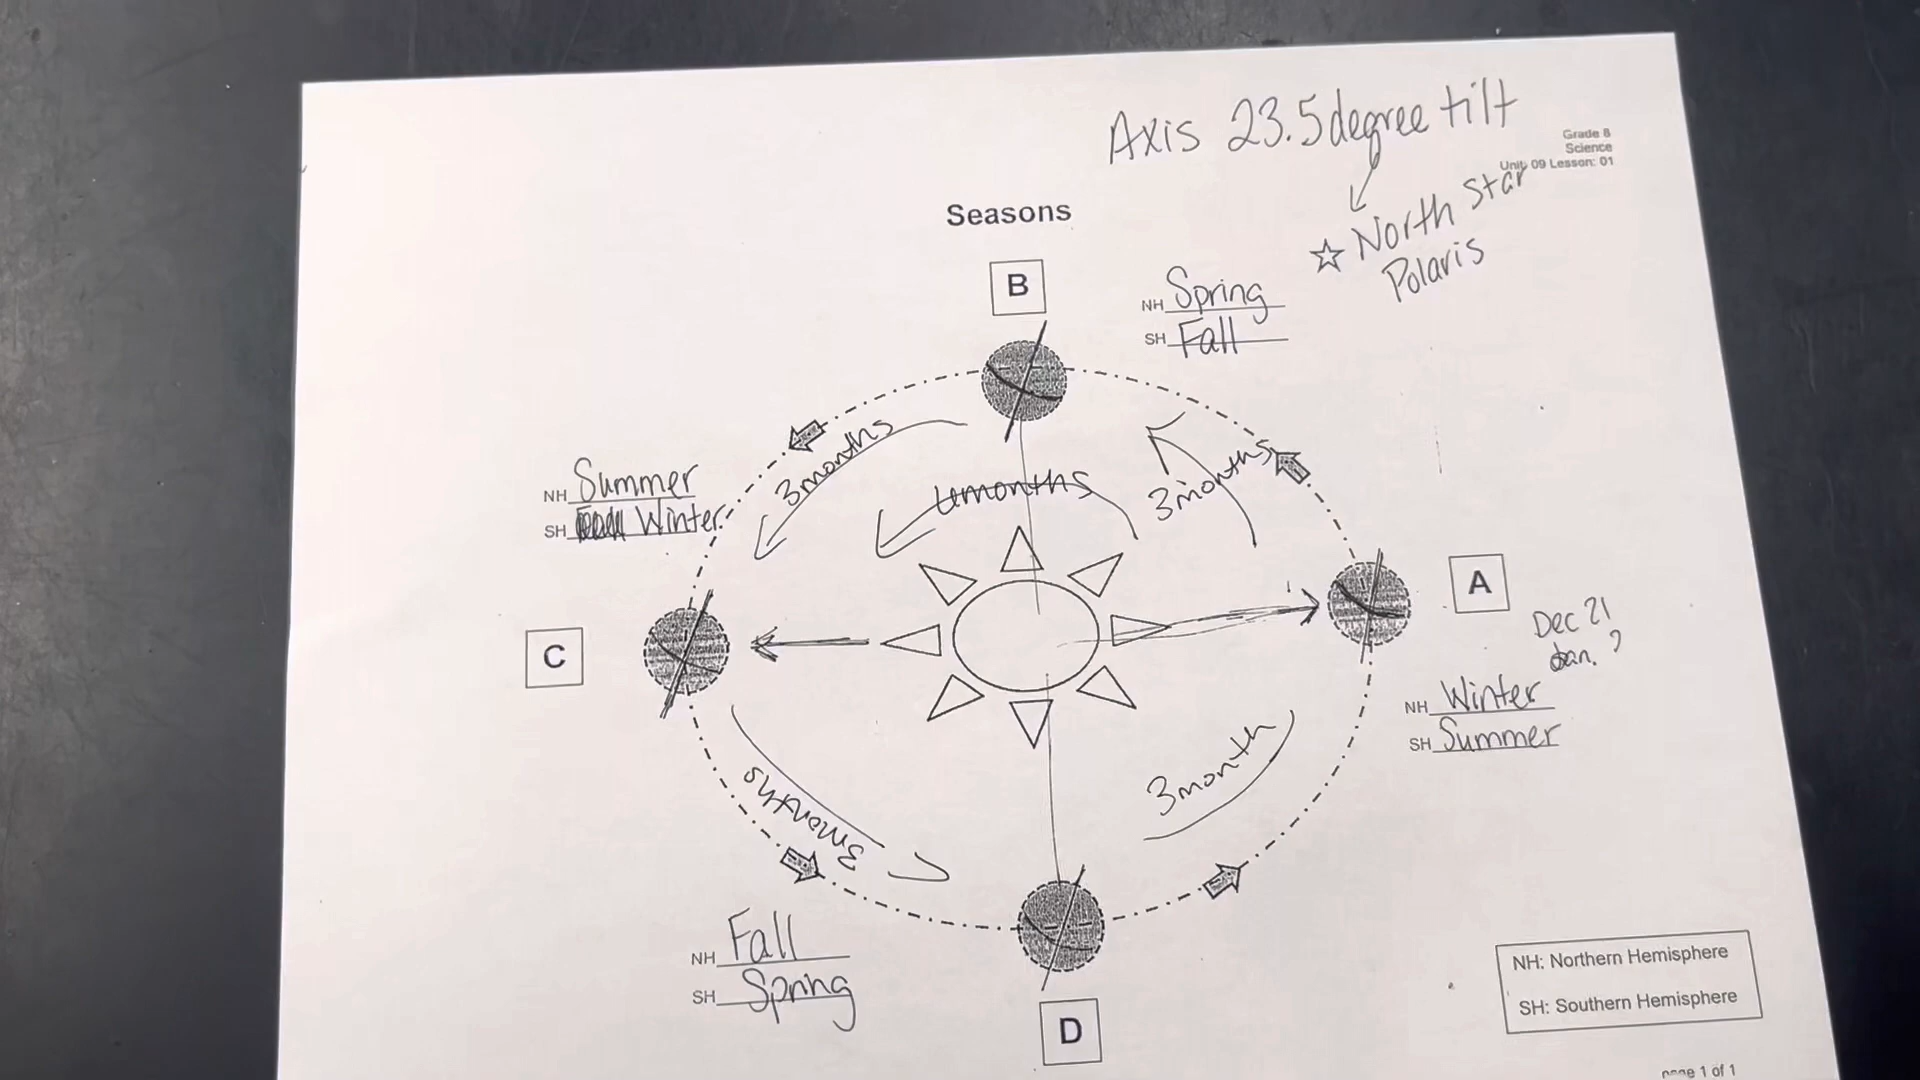 Axis 23.5 degree tilt
Grade 8
Science
Unit: 09 Lesson: 01
North Star
Polaris
Seasons
B
NH Spring
SH Fall
3 months
3 months
NH Summer
SH Winter
C
A
Dec 21
Jan. ?
NH Winter
SH Summer
3 months
3 month
NH Fall
SH Spring
D
NH: Northern Hemisphere
SH: Southern Hemisphere
page 1 of 1